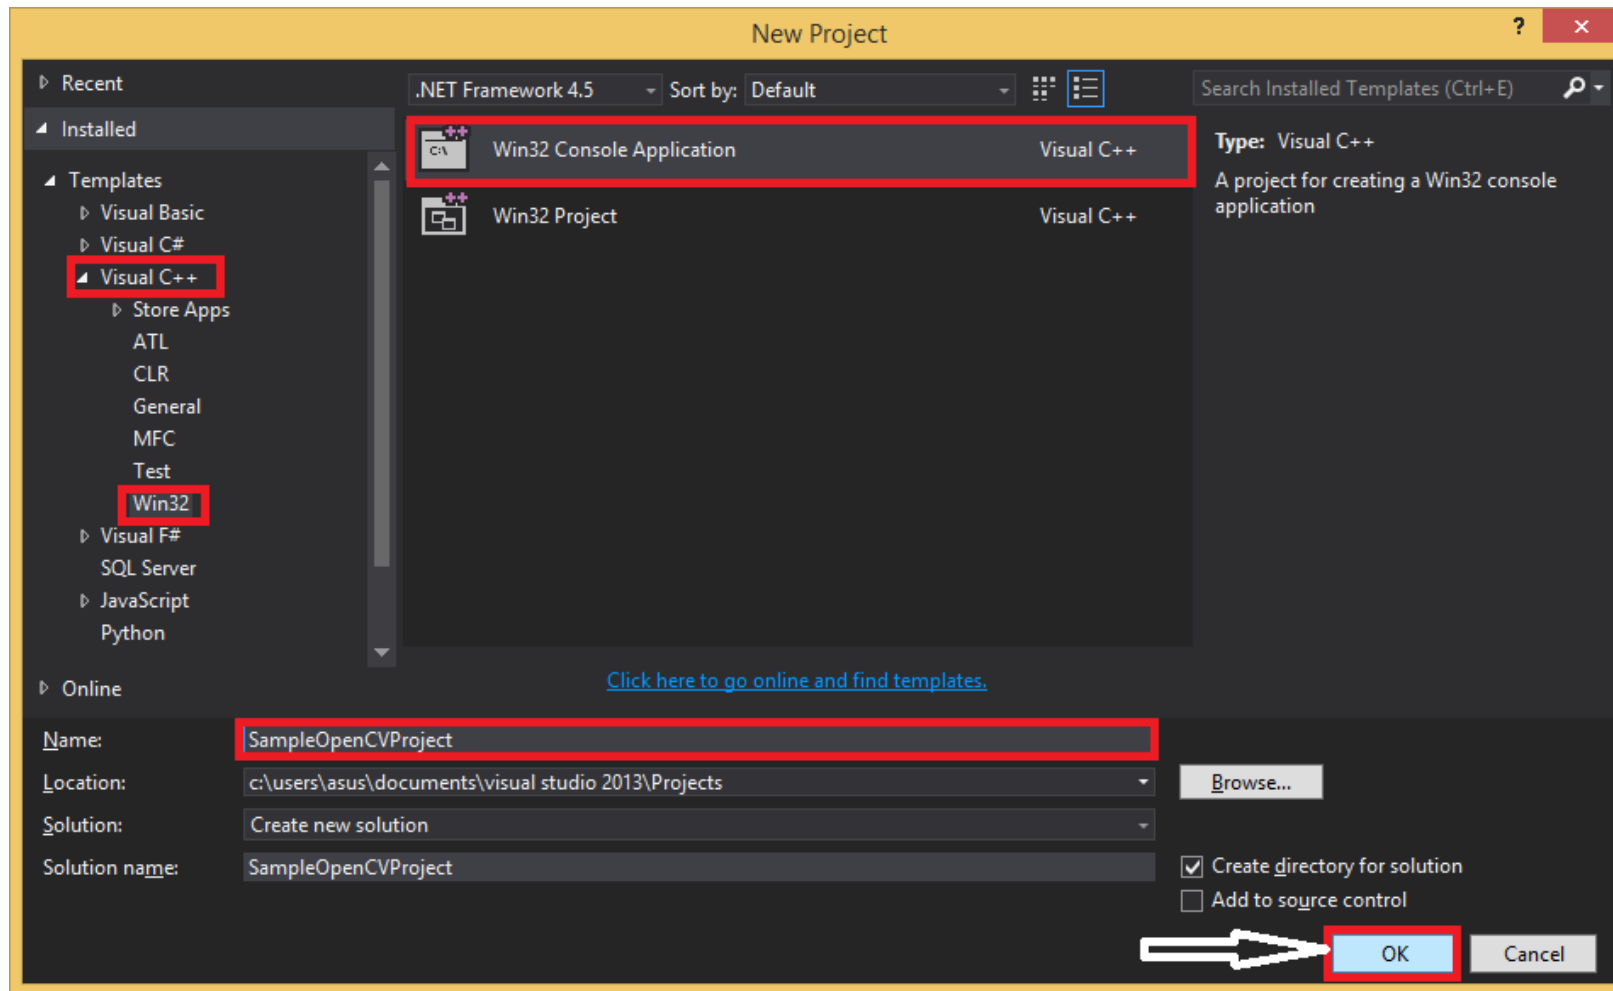 New Project
?
Recent
.NET Framework 4.5
Sort by:
Default
Search Installed Templates (Ctrl+E)
Installed
Templates
Visual Basic
Visual C#
Visual C++
Store Apps
ATL
CLR
General
MFC
Test
Win32
Visual F#
SQL Server
JavaScript
Python
Online
C:\
Win32 Console Application
Visual C++
Win32 Project
Visual C++
Click here to go online and find templates.
Type: Visual C++
A project for creating a Win32 console
application
Name:
SampleOpenCVProject
Location:
c:\users\asus\documents\visual studio 2013\Projects
Browse...
Solution:
Create new solution
Solution name:
SampleOpenCVProject
Create directory for solution
Add to source control
OK
Cancel